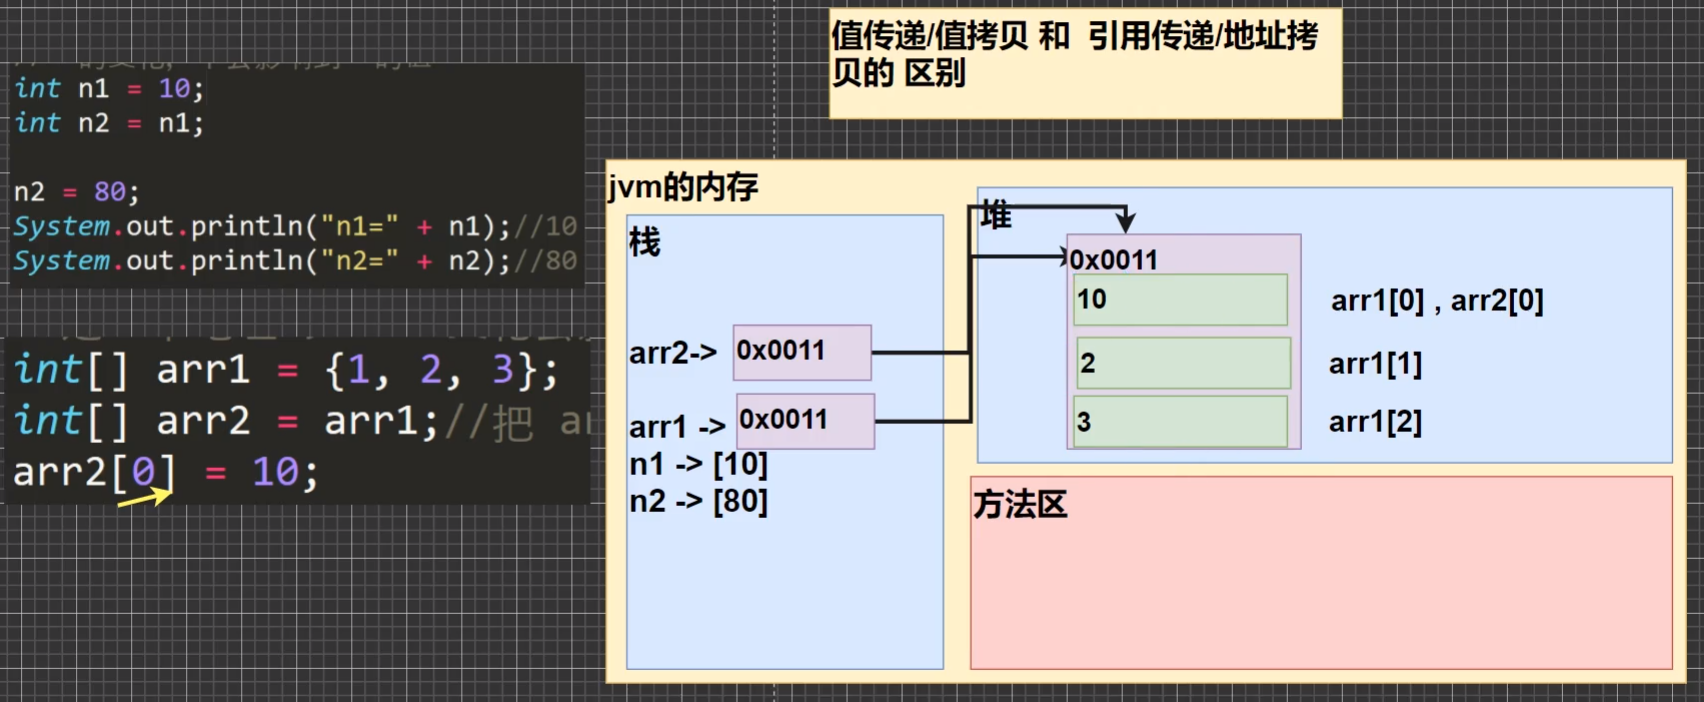 值传递/值拷贝 和 引用传递/地址拷
贝的 区别
int n1 = 10;
int n2 = n1;
n2 = 80;
System.out.println("n1=" + n1);//10
System.out.println("n2=" + n2);//80
int[] arr1 = {1, 2, 3};
int[] arr2 = arr1;//把
arr2[0] = 10;
jvm的内存
栈
arr2-> 0x0011
arr1 -> 0x0011
n1 -> [10]
n2 -> [80]
堆
0x0011
10 arr1[0] , arr2[0]
2 arr1[1]
3 arr1[2]
方法区